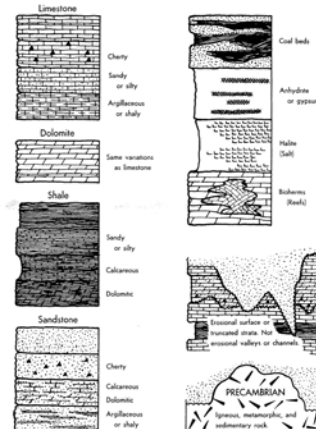 Limestone
Cherty
Sandy
or silty
Argillaceous
or shaly
Dolomite
Same variations
as limestone
Shale
Sandy
or silty
Calcareous
Dolomitic
Sandstone
Cherty
Calcareous
Dolomitic
Argillaceous
or shaly
Coal beds
Anhydrite
or gypsu
Halite
(Salt)
Bioherms
(Reefs)
Erosional surface or
truncated strata. Not
erosional valleys or channels.
PRECAMBRIAN
Igneous, metamorphic, and
sedimentary rock.